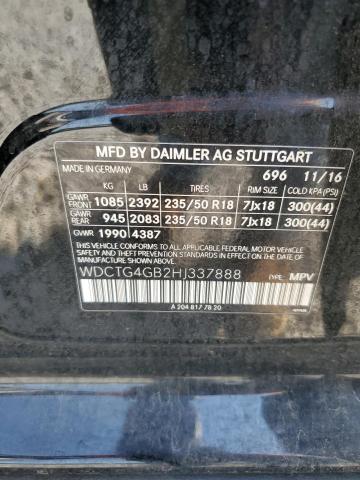 MFD BY DAIMLER AG STUTTGART
MADE IN GERMANY 696 11/16
KG LB TIRES RIM SIZE COLD KPA(PSI)
GAWR FRONT 1085 2392 235/50 R18 7Jx18 300(44)
GAWR REAR 945 2083 235/50 R18 7Jx18 300(44)
GVWR 1990 4387
THIS VEHICLE CONFORMS TO ALL APPLICABLE
FEDERAL MOTOR VEHICLE SAFETY STANDARDS
IN EFFECT ON THE DATE OF MANUFACTURE SHOWN ABOVE.
WDCTG4GB2HJ337888 TYPE: MPV
A 204 817 78 20